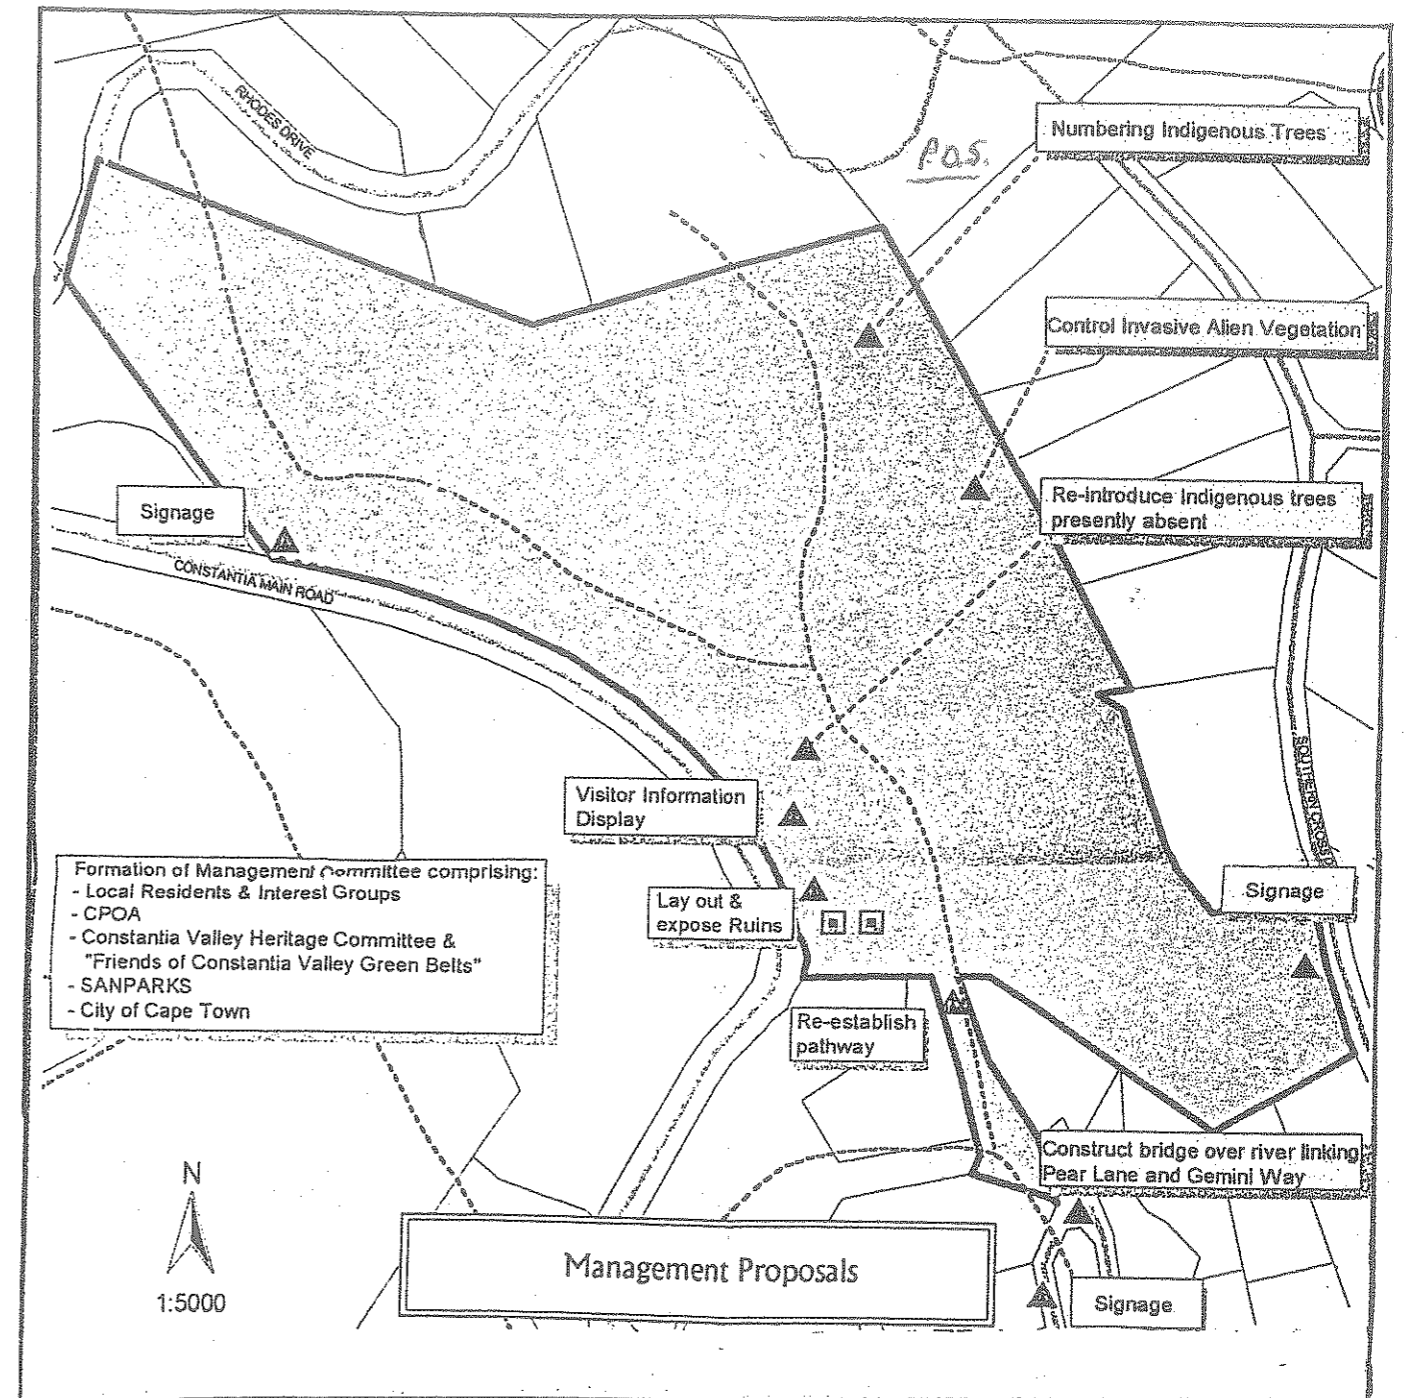 RHODES DRIVE
P.O.S.
Numbering Indigenous Trees
Control Invasive Alien Vegetation
Re-introduce Indigenous trees
presently absent
Signage
CONSTANTIA MAIN ROAD
Visitor Information
Display
Formation of Management Committee comprising:
- Local Residents & Interest Groups
- CPOA
- Constantia Valley Heritage Committee &
"Friends of Constantia Valley Green Belts"
- SANPARKS
- City of Cape Town
Lay out &
expose Ruins
SOUTHERN CROSS
Signage
Re-establish
pathway
Construct bridge over river linking
Pear Lane and Gemini Way
N
1:5000
Management Proposals
Signage